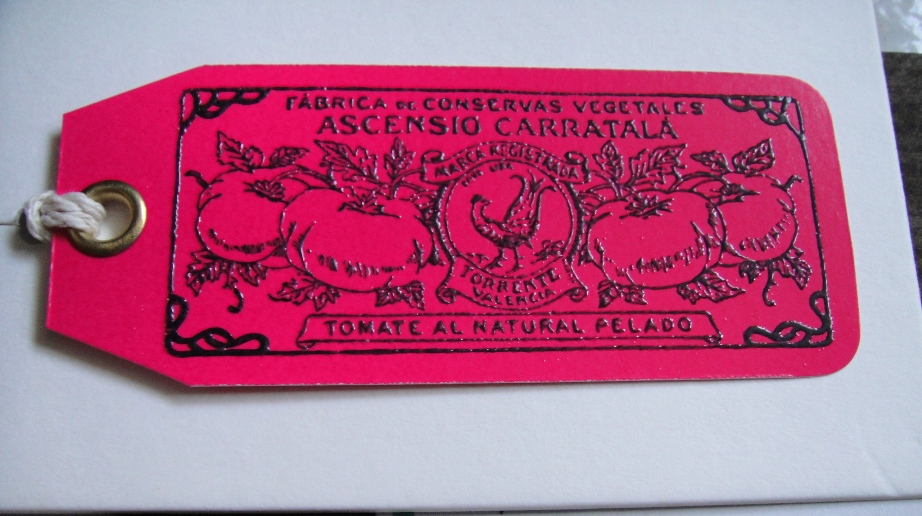 FÁBRICA DE CONSERVAS VEGETALES
ASCENSIO CARRATALÁ
MARCA REGISTRADA
TORRENTE
VALENCIA
TOMATE AL NATURAL PELADO